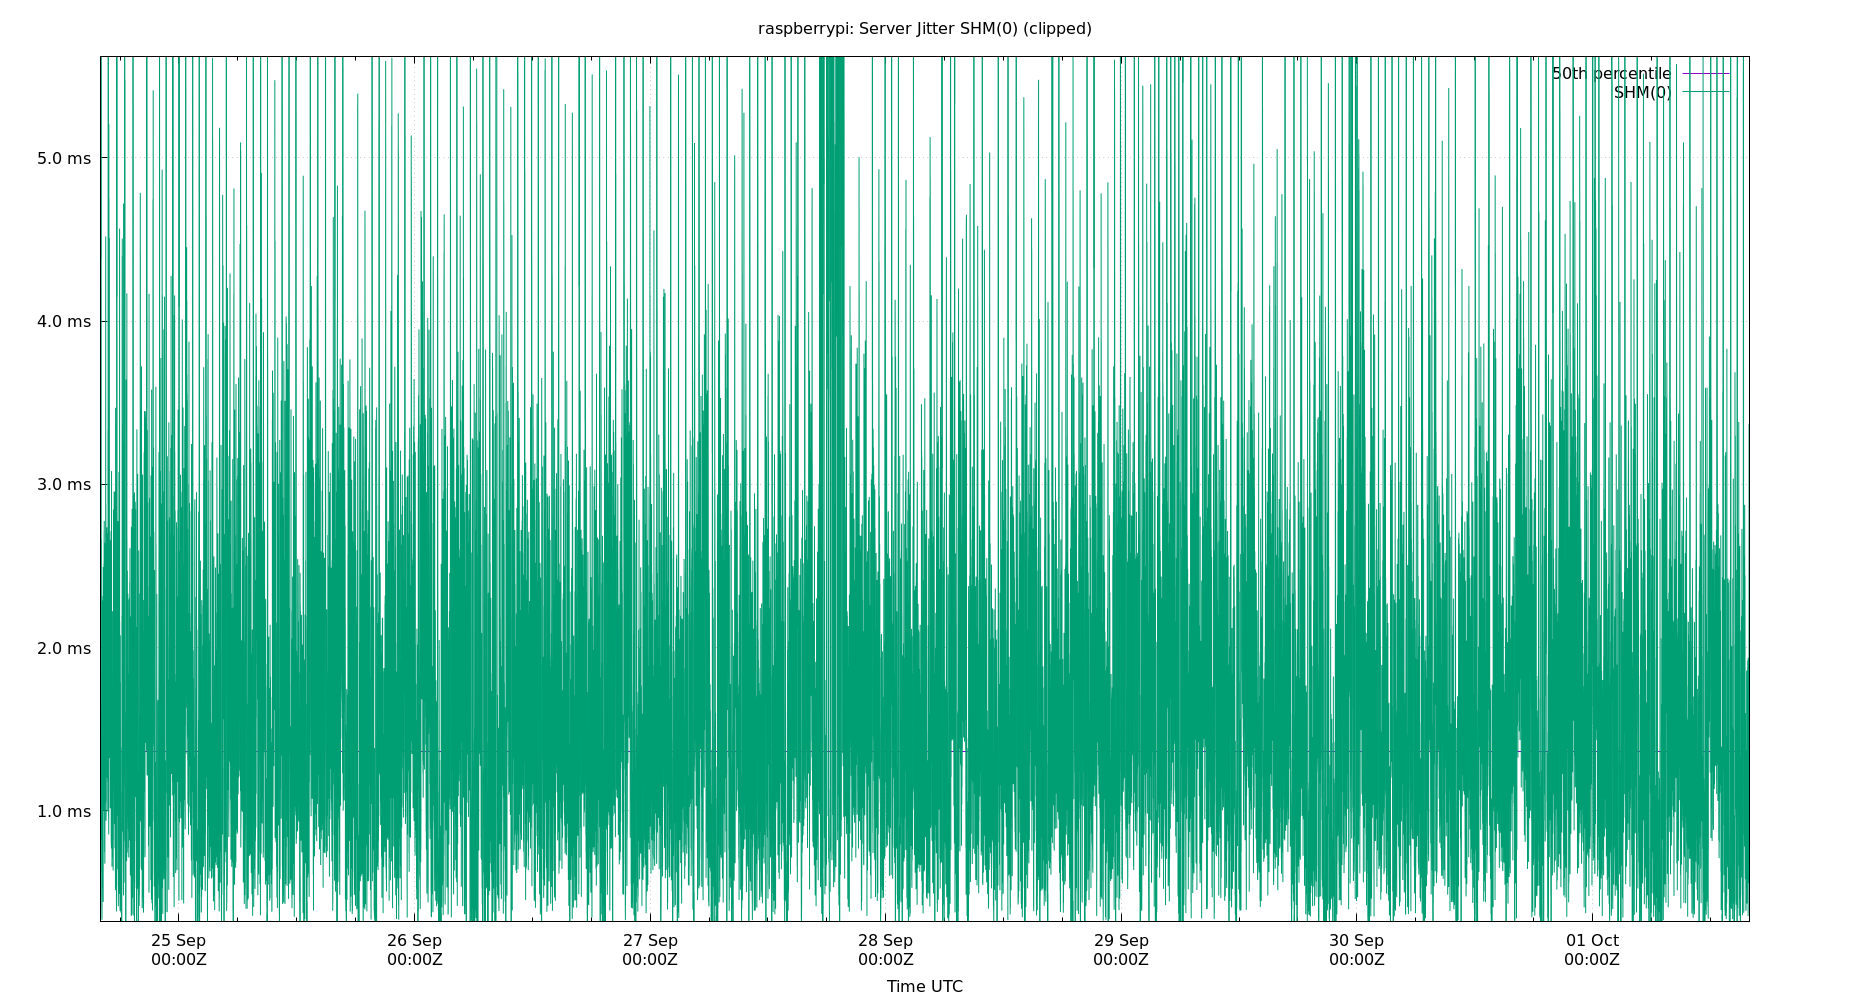 raspberrypi: Server Jitter SHM(0) (clipped)
50th percentile
SHM(0)
5.0 ms
4.0 ms
3.0 ms
2.0 ms
1.0 ms
25 Sep 26 Sep 27 Sep 28 Sep 29 Sep 30 Sep 01 Oct
00:00Z 00:00Z 00:00Z 00:00Z 00:00Z 00:00Z 00:00Z
Time UTC